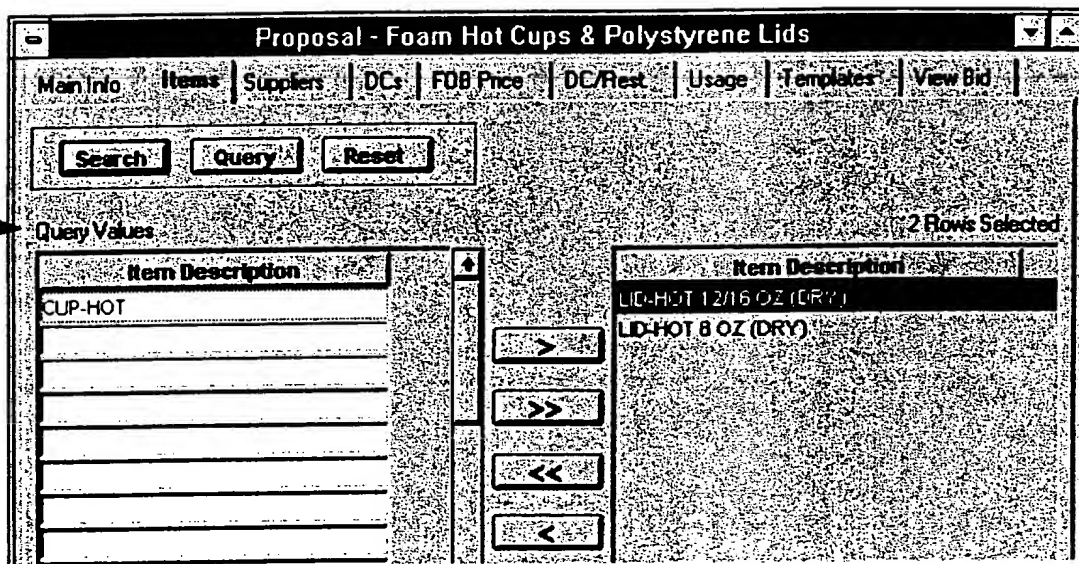 Proposal - Foam Hot Cups & Polystyrene Lids
Main Info Items Suppliers DCs FOB Price DC/Rest Usage Templates View Bid
Search Query Reset
Query Values 2 Rows Selected
Item Description Item Description
CUP-HOT LID-HOT 12/16 OZ (DRY)
LID-HOT 8 OZ (DRY)
>
>>
<<
<